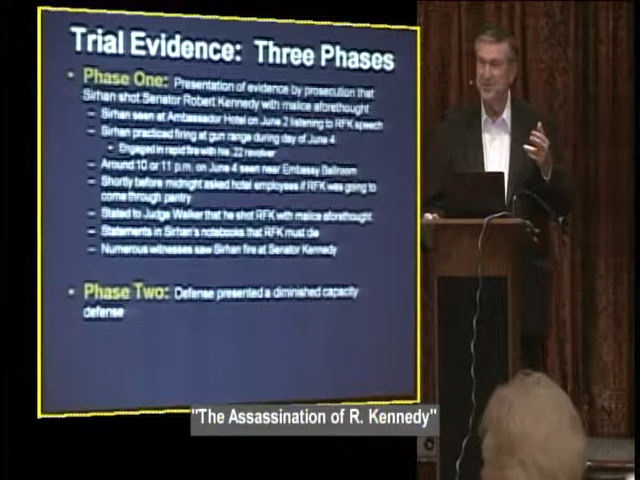 Trial Evidence: Three Phases
• Phase One: Presentation of evidence by prosecution that
Sirhan shot Senator Robert Kennedy with malice aforethought
– Sirhan seen at Ambassador Hotel on June 2 listening to RFK speech
– Sirhan practiced firing at gun range during day of June 4
• Engaged in rapid fire with his .22 revolver
– Around 10 or 11 p.m. on June 4 seen near Embassy Ballroom
– Shortly before midnight asked hotel employees if RFK was going to
come through pantry
– Stated to Judge Walker that he shot RFK with malice aforethought
– Statements in Sirhan's notebooks that RFK must die
– Numerous witnesses saw Sirhan fire at Senator Kennedy
• Phase Two: Defense presented a diminished capacity
defense
"The Assassination of R. Kennedy"